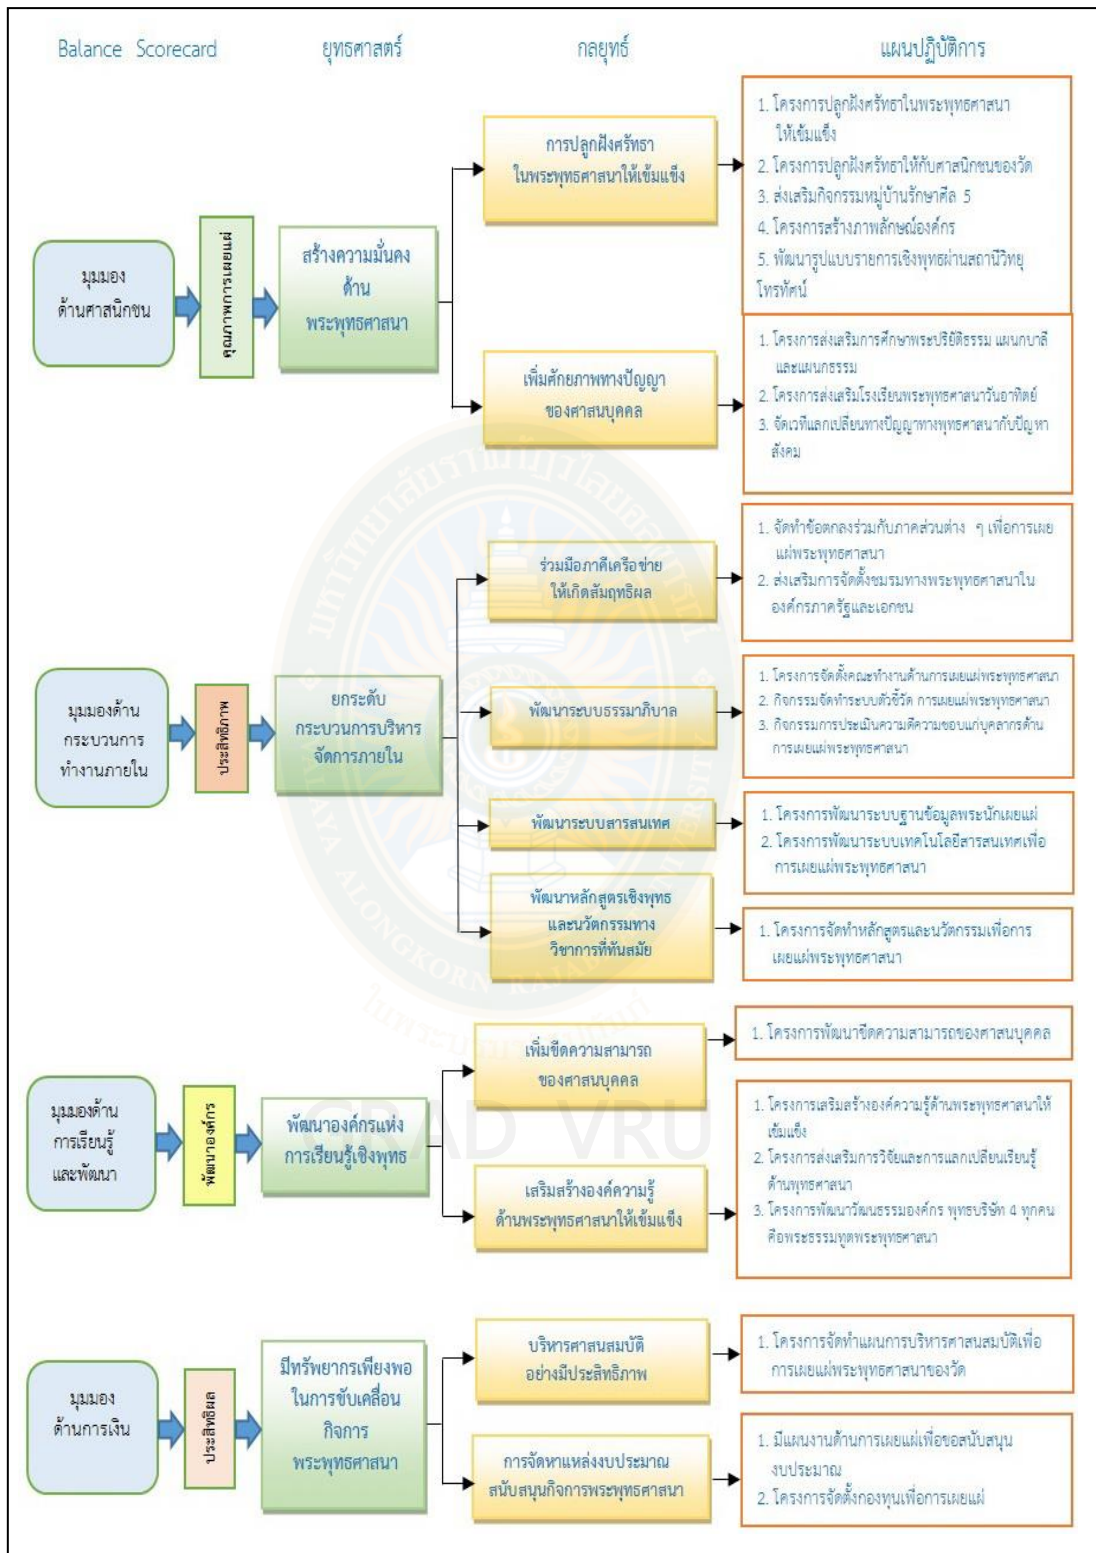 Balance Scorecard
ยุทธศาสตร์
กลยุทธ์
แผนปฏิบัติการ
มุมมอง
ด้านศาสนิกชน
คุณภาพการเผยแผ่
สร้างความมั่นคง
ด้าน
พระพุทธศาสนา
การปลูกฝังศรัทธา
ในพระพุทธศาสนาให้เข้มแข็ง
1. โครงการปลูกฝังศรัทธาในพระพุทธศาสนา
ให้เข้มแข็ง
2. โครงการปลูกฝังศรัทธาให้กับศาสนิกชนของวัด
3. ส่งเสริมกิจกรรมหมู่บ้านรักษาศีล 5
4. โครงการสร้างภาพลักษณ์องค์กร
5. พัฒนารูปแบบรายการเชิงพุทธผ่านสถานีวิทยุ
โทรทัศน์
เพิ่มศักยภาพทางปัญญา
ของศาสนบุคคล
1. โครงการส่งเสริมการศึกษาพระปริยัติธรรม แผนกบาลี
และแผนกธรรม
2. โครงการส่งเสริมโรงเรียนพระพุทธศาสนาวันอาทิตย์
3. จัดเวทีแลกเปลี่ยนทางปัญญาทางพุทธศาสนากับปัญหา
สังคม
มุมมองด้าน
กระบวนการ
ทำงานภายใน
ประสิทธิภาพ
ยกระดับ
กระบวนการบริหาร
จัดการภายใน
ร่วมมือภาคีเครือข่าย
ให้เกิดสัมฤทธิผล
1. จัดทำข้อตกลงร่วมกับภาคส่วนต่าง ๆ เพื่อการเผย
แผ่พระพุทธศาสนา
2. ส่งเสริมการจัดตั้งชมรมทางพระพุทธศาสนาใน
องค์กรภาครัฐและเอกชน
พัฒนาระบบธรรมาภิบาล
1. โครงการจัดตั้งคณะทำงานด้านการเผยแผ่พระพุทธศาสนา
2. กิจกรรมจัดทำระบบตัวชี้วัด การเผยแผ่พระพุทธศาสนา
3. กิจกรรมการประเมินความดีความชอบแก่บุคลากรด้าน
การเผยแผ่พระพุทธศาสนา
พัฒนาระบบสารสนเทศ
1. โครงการพัฒนาระบบฐานข้อมูลพระนักเผยแผ่
2. โครงการพัฒนาระบบเทคโนโลยีสารสนเทศเพื่อ
การเผยแผ่พระพุทธศาสนา
พัฒนาหลักสูตรเชิงพุทธ
และนวัตกรรมทาง
วิชาการที่ทันสมัย
1. โครงการจัดทำหลักสูตรและนวัตกรรมเพื่อการ
เผยแผ่พระพุทธศาสนา
มุมมองด้าน
การเรียนรู้
และพัฒนา
พัฒนาองค์กร
พัฒนาองค์กรแห่ง
การเรียนรู้เชิงพุทธ
เพิ่มขีดความสามารถ
ของศาสนบุคคล
1. โครงการพัฒนาขีดความสามารถของศาสนบุคคล
เสริมสร้างองค์ความรู้
ด้านพระพุทธศาสนาให้เข้มแข็ง
1. โครงการเสริมสร้างองค์ความรู้ด้านพระพุทธศาสนาให้
เข้มแข็ง
2. โครงการส่งเสริมการวิจัยและการแลกเปลี่ยนเรียนรู้
ด้านพุทธศาสนา
3. โครงการพัฒนาวัฒนธรรมองค์กร พุทธบริษัท 4 ทุกคน
คือพระธรรมทูตพระพุทธศาสนา
GRAD VRU
มุมมอง
ด้านการเงิน
ประสิทธิผล
มีทรัพยากรเพียงพอ
ในการขับเคลื่อน
กิจการ
พระพุทธศาสนา
บริหารศาสนสมบัติ
อย่างมีประสิทธิภาพ
1. โครงการจัดทำแผนการบริหารศาสนสมบัติเพื่อ
การเผยแผ่พระพุทธศาสนาของวัด
การจัดหาแหล่งงบประมาณ
สนับสนุนกิจการพระพุทธศาสนา
1. มีแผนงานด้านการเผยแผ่เพื่อขอสนับสนุน
งบประมาณ
2. โครงการจัดตั้งกองทุนเพื่อการเผยแผ่